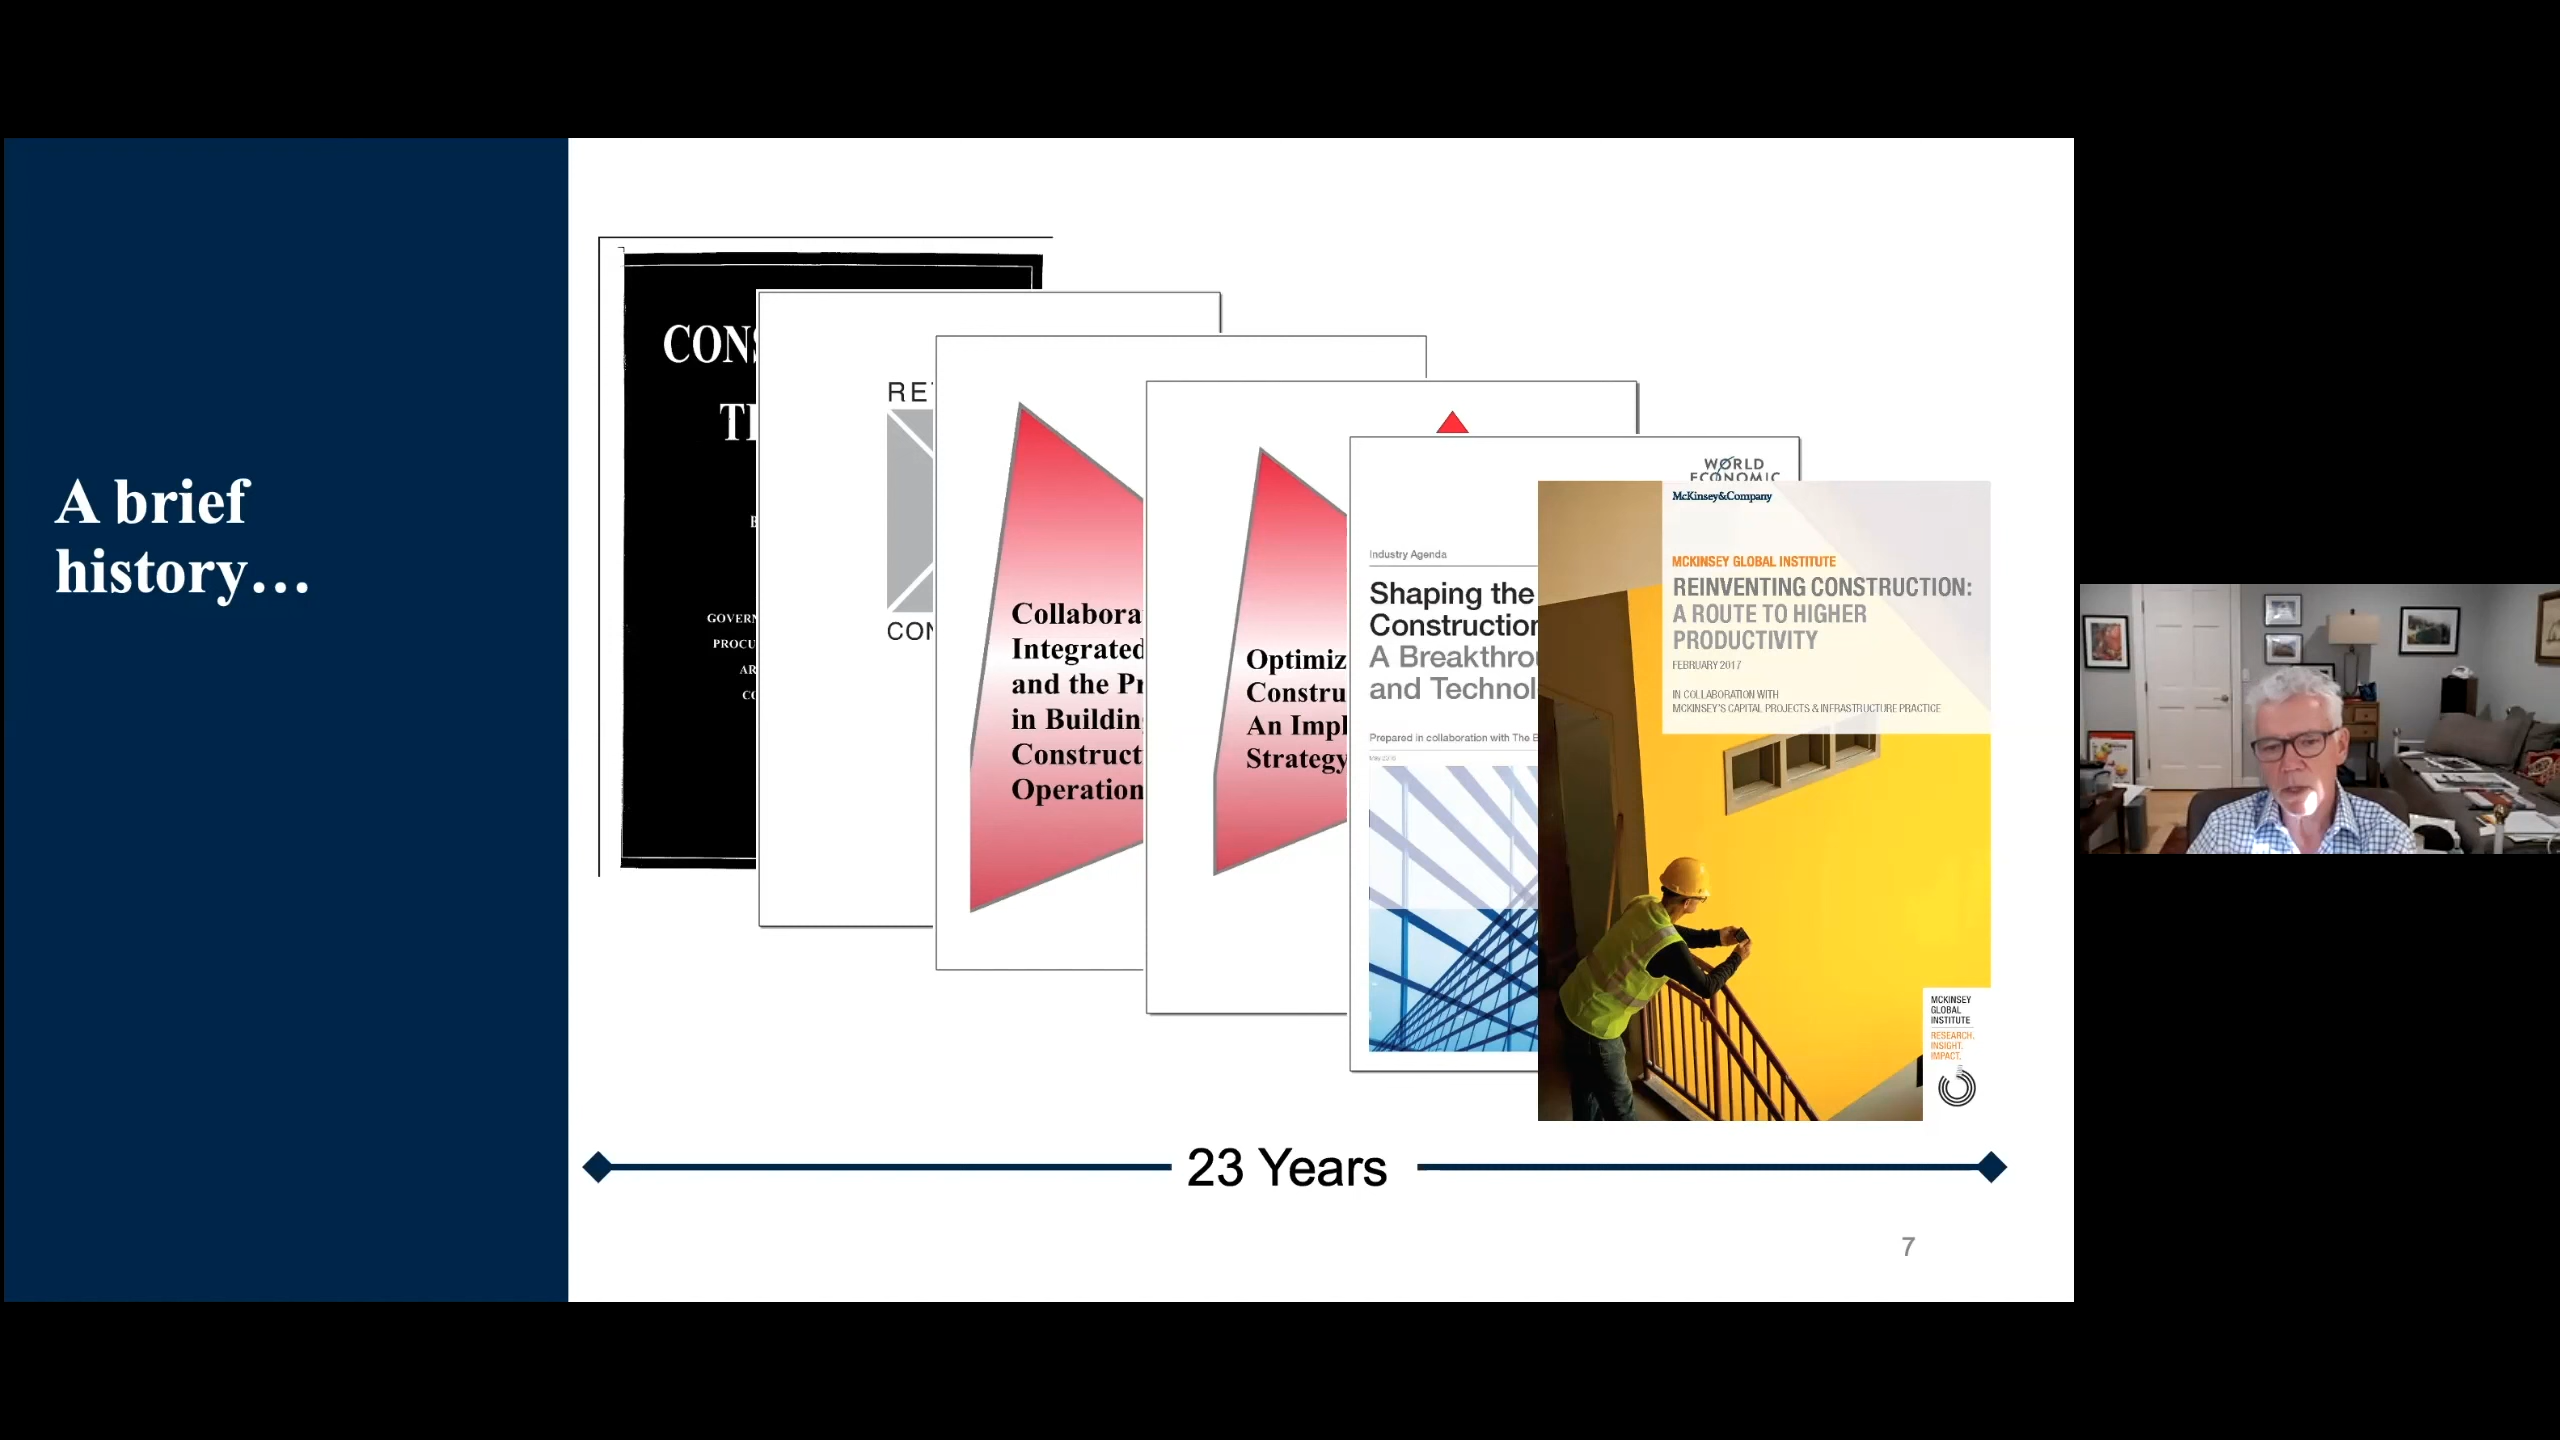 A brief
history…
CONS
TH
B
GOVERN
PROCU
AR
CO
RE
CON
Collabora
Integrated
and the Pr
in Buildin
Construct
Operation
Optimiz
Constru
An Impl
Strategy
WORLD
ECONOMIC
Industry Agenda
Shaping the
Construction
A Breakthro
and Technol
Prepared in collaboration with The B
May 2016
McKinsey&Company
MCKINSEY GLOBAL INSTITUTE
REINVENTING CONSTRUCTION:
A ROUTE TO HIGHER
PRODUCTIVITY
FEBRUARY 2017
IN COLLABORATION WITH
MCKINSEY'S CAPITAL PROJECTS & INFRASTRUCTURE PRACTICE
MCKINSEY
GLOBAL
INSTITUTE
RESEARCH.
INSIGHT.
IMPACT.
23 Years
7